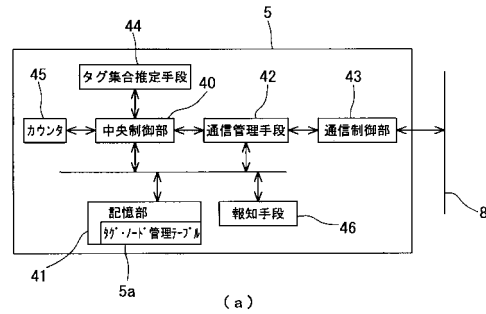 44
5
タグ集合推定手段
45
40
42
43
カウンタ
中央制御部
通信管理手段
通信制御部
記憶部
報知手段
タグ・ノード管理テーブル
8
41
5a
46
(a)